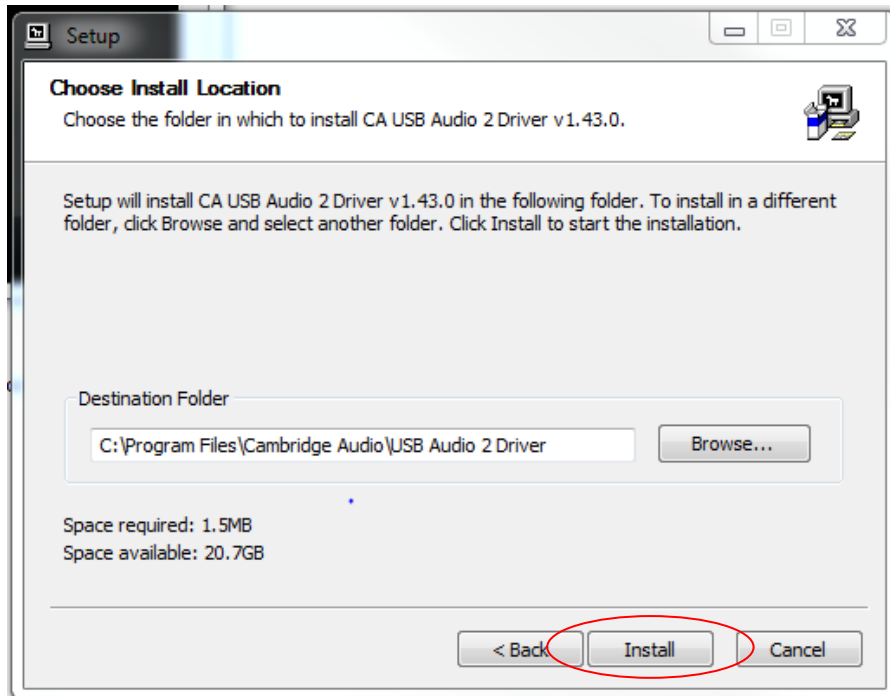 Setup
Choose Install Location
Choose the folder in which to install CA USB Audio 2 Driver v1.43.0.
Setup will install CA USB Audio 2 Driver v1.43.0 in the following folder. To install in a different
folder, click Browse and select another folder. Click Install to start the installation.
Destination Folder
C:\Program Files\Cambridge Audio\USB Audio 2 Driver
Browse...
Space required: 1.5MB
Space available: 20.7GB
< Back
Install
Cancel